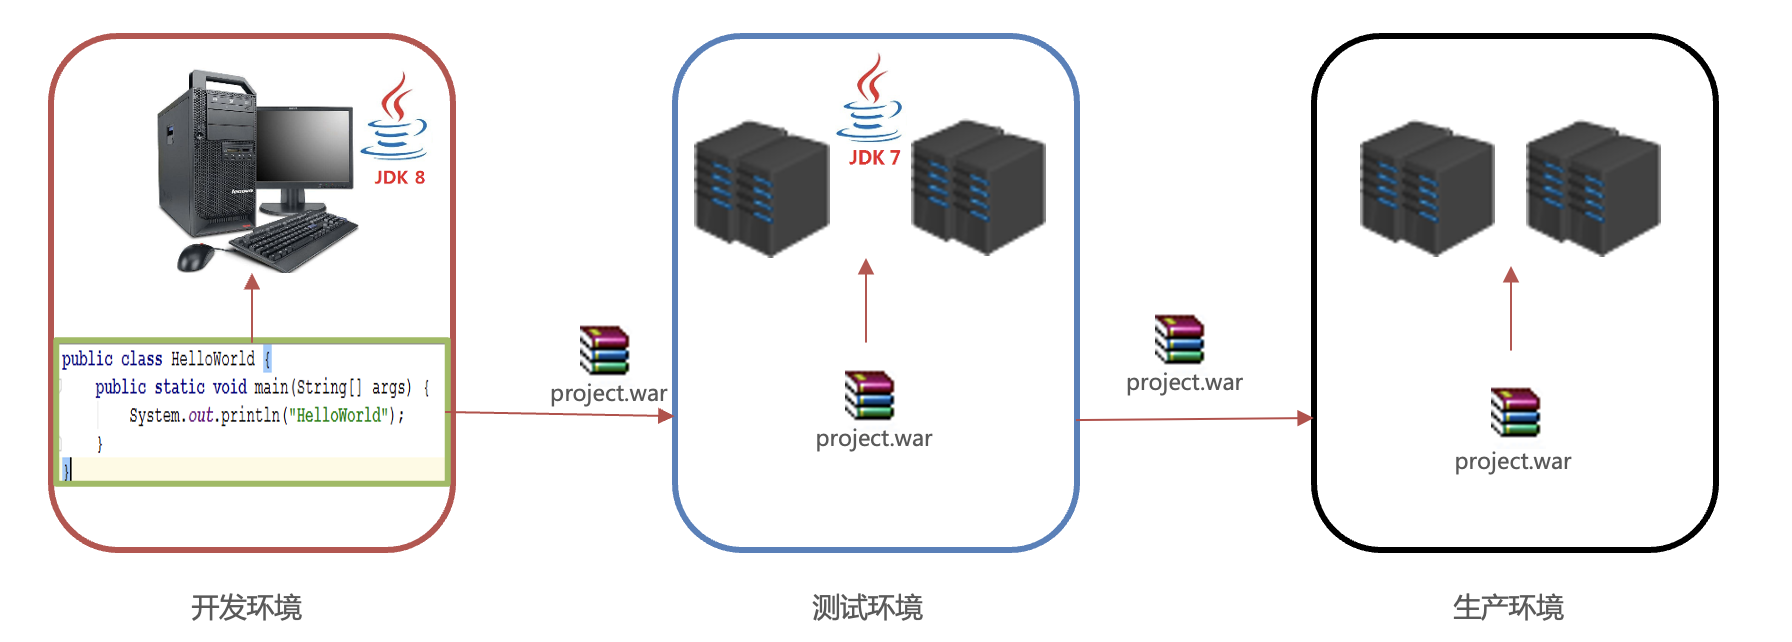 JDK 8
public class HelloWorld {
public static void main(String[] args) {
System.out.println("HelloWorld");
}
}
project.war
JDK 7
project.war
project.war
project.war
开发环境
测试环境
生产环境